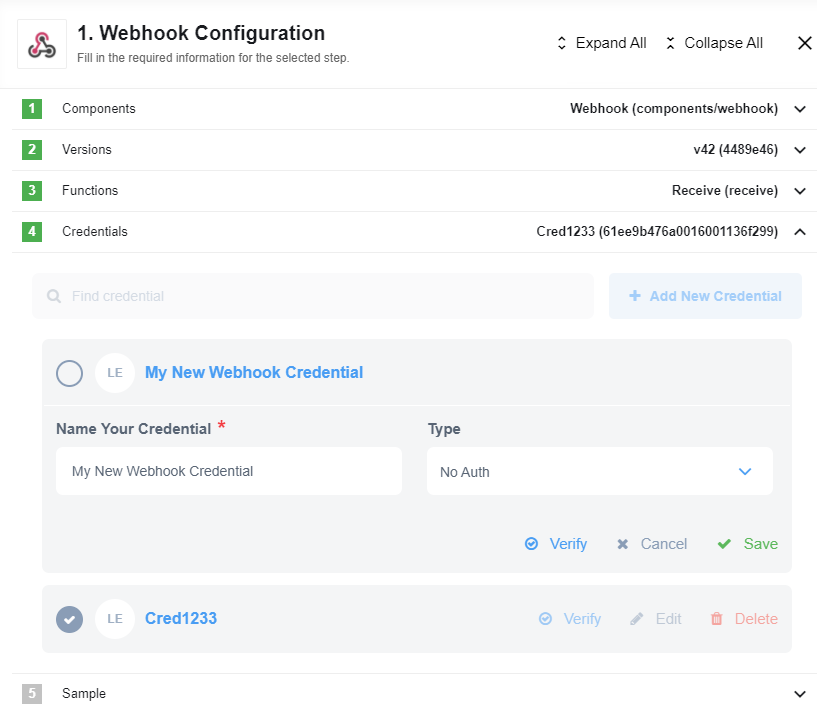 1. Webhook Configuration
Fill in the required information for the selected step.
Expand All
Collapse All
1 Components Webhook (components/webhook)
2 Versions v42 (4489e46)
3 Functions Receive (receive)
4 Credentials Cred1233 (61ee9b476a0016001136f299)
Find credential
Add New Credential
LE My New Webhook Credential
Name Your Credential * Type
My New Webhook Credential No Auth
Verify Cancel Save
LE Cred1233 Verify Edit Delete
5 Sample